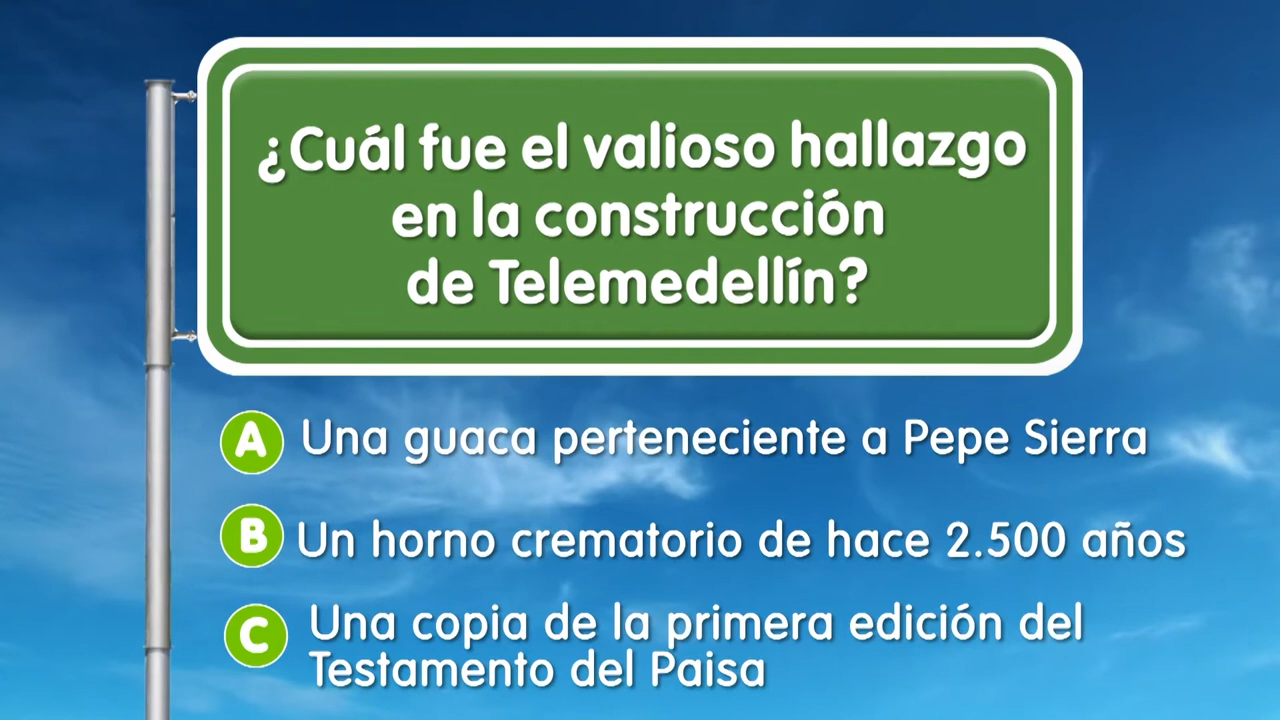 ¿Cuál fue el valioso hallazgo
en la construcción
de Telemedellín?
A Una guaca perteneciente a Pepe Sierra
B Un horno crematorio de hace 2.500 años
C Una copia de la primera edición del
Testamento del Paisa